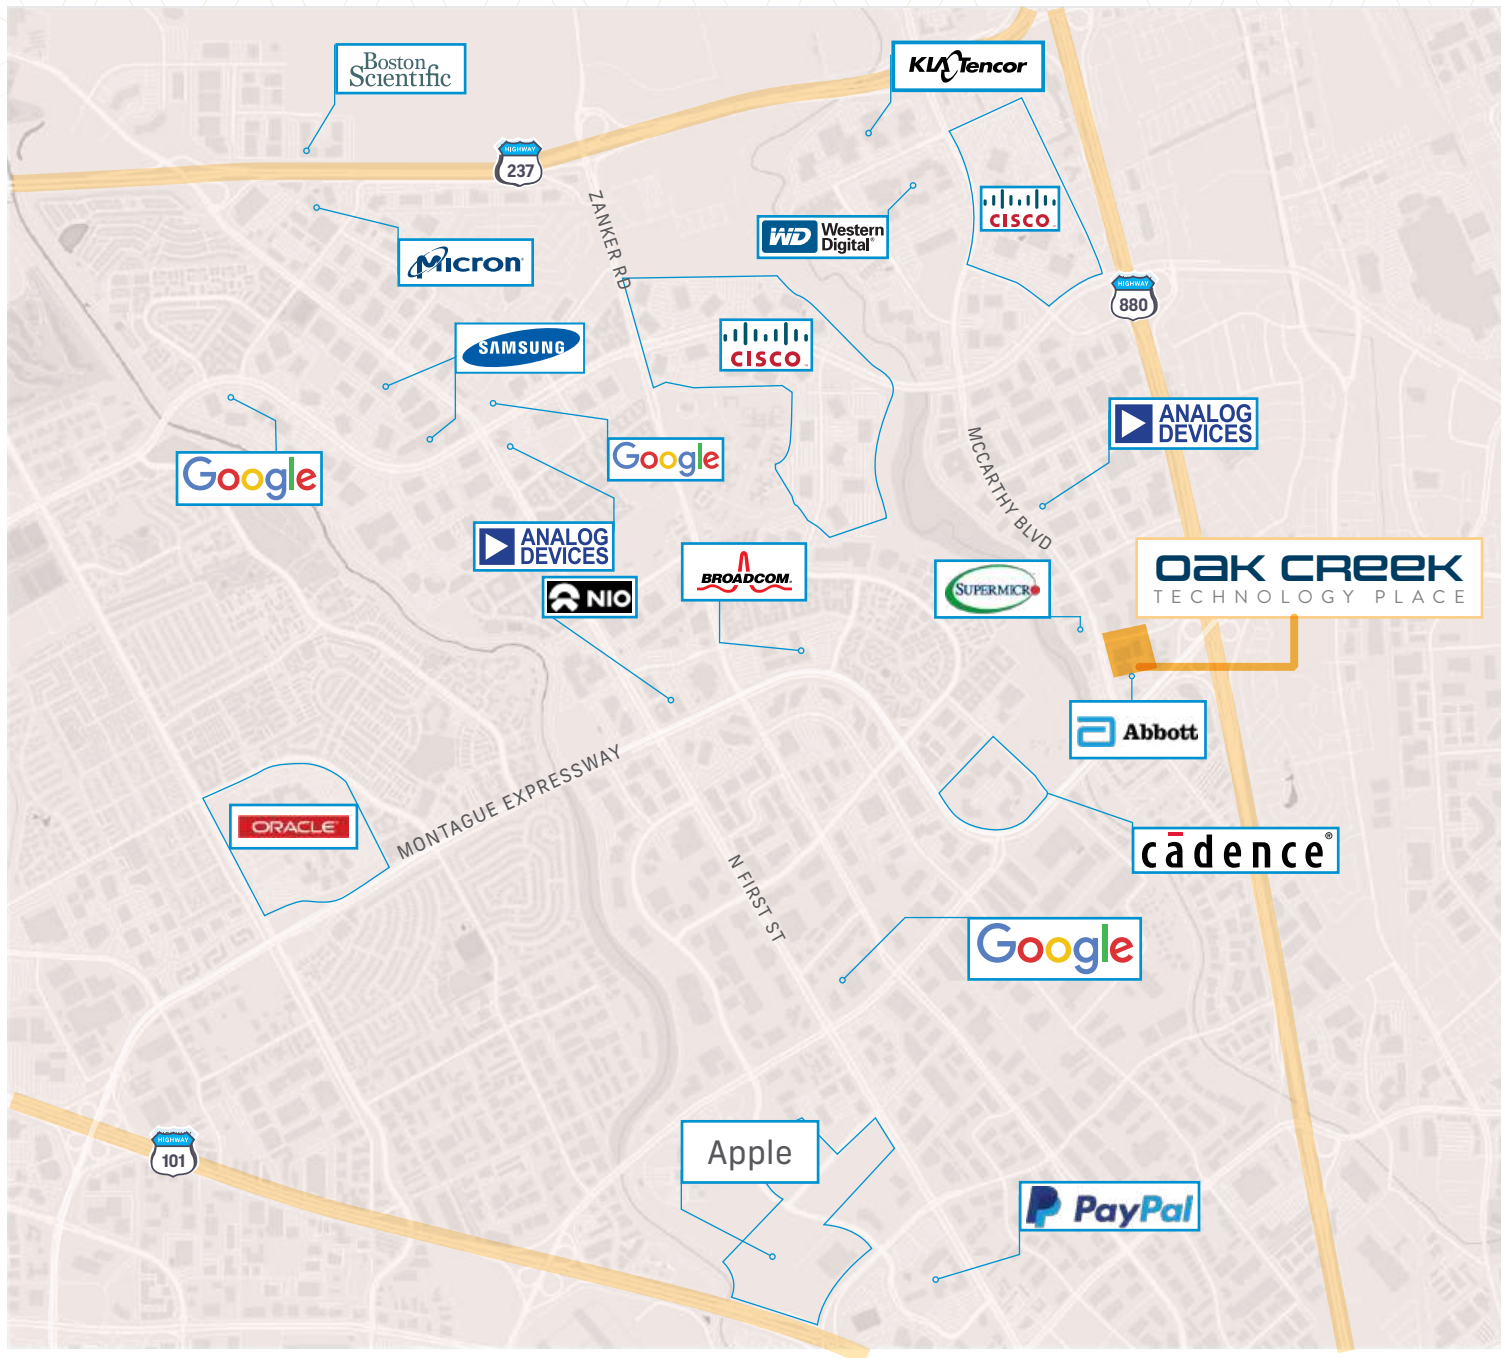 Boston
Scientific
KLA Tencor
HIGHWAY
237
ZANKER RD
WD Western
Digital®
CISCO
Micron
HIGHWAY
880
SAMSUNG
CISCO
ANALOG
DEVICES
MCCARTHY BLVD
Google
Google
ANALOG
DEVICES
NIO
BROADCOM.
SUPERMICRO
oak creek
TECHNOLOGY PLACE
Abbott
MONTAGUE EXPRESSWAY
ORACLE
cādence®
N FIRST ST
Google
HIGHWAY
101
Apple
PayPal